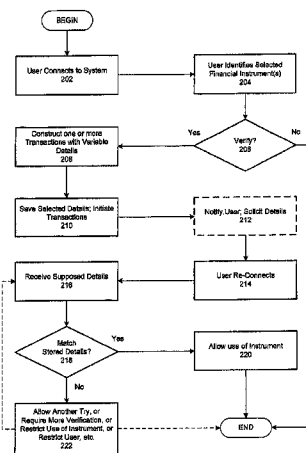 BEGIN
User Connects to System
202
User Identifies Selected
Financial Instrument(s)
204
Verify?
206
Yes
No
Construct one or more
Transactions with Variable
Details
208
Save Selected Details; Initiate
Transactions
210
Notify User; Solicit Details
212
User Re-Connects
214
Receive Supposed Details
216
Match
Stored Details?
218
Yes
No
Allow use of Instrument
220
Allow Another Try, or
Require More Verification, or
Restrict Use of Instrument, or
Restrict User, etc.
222
END